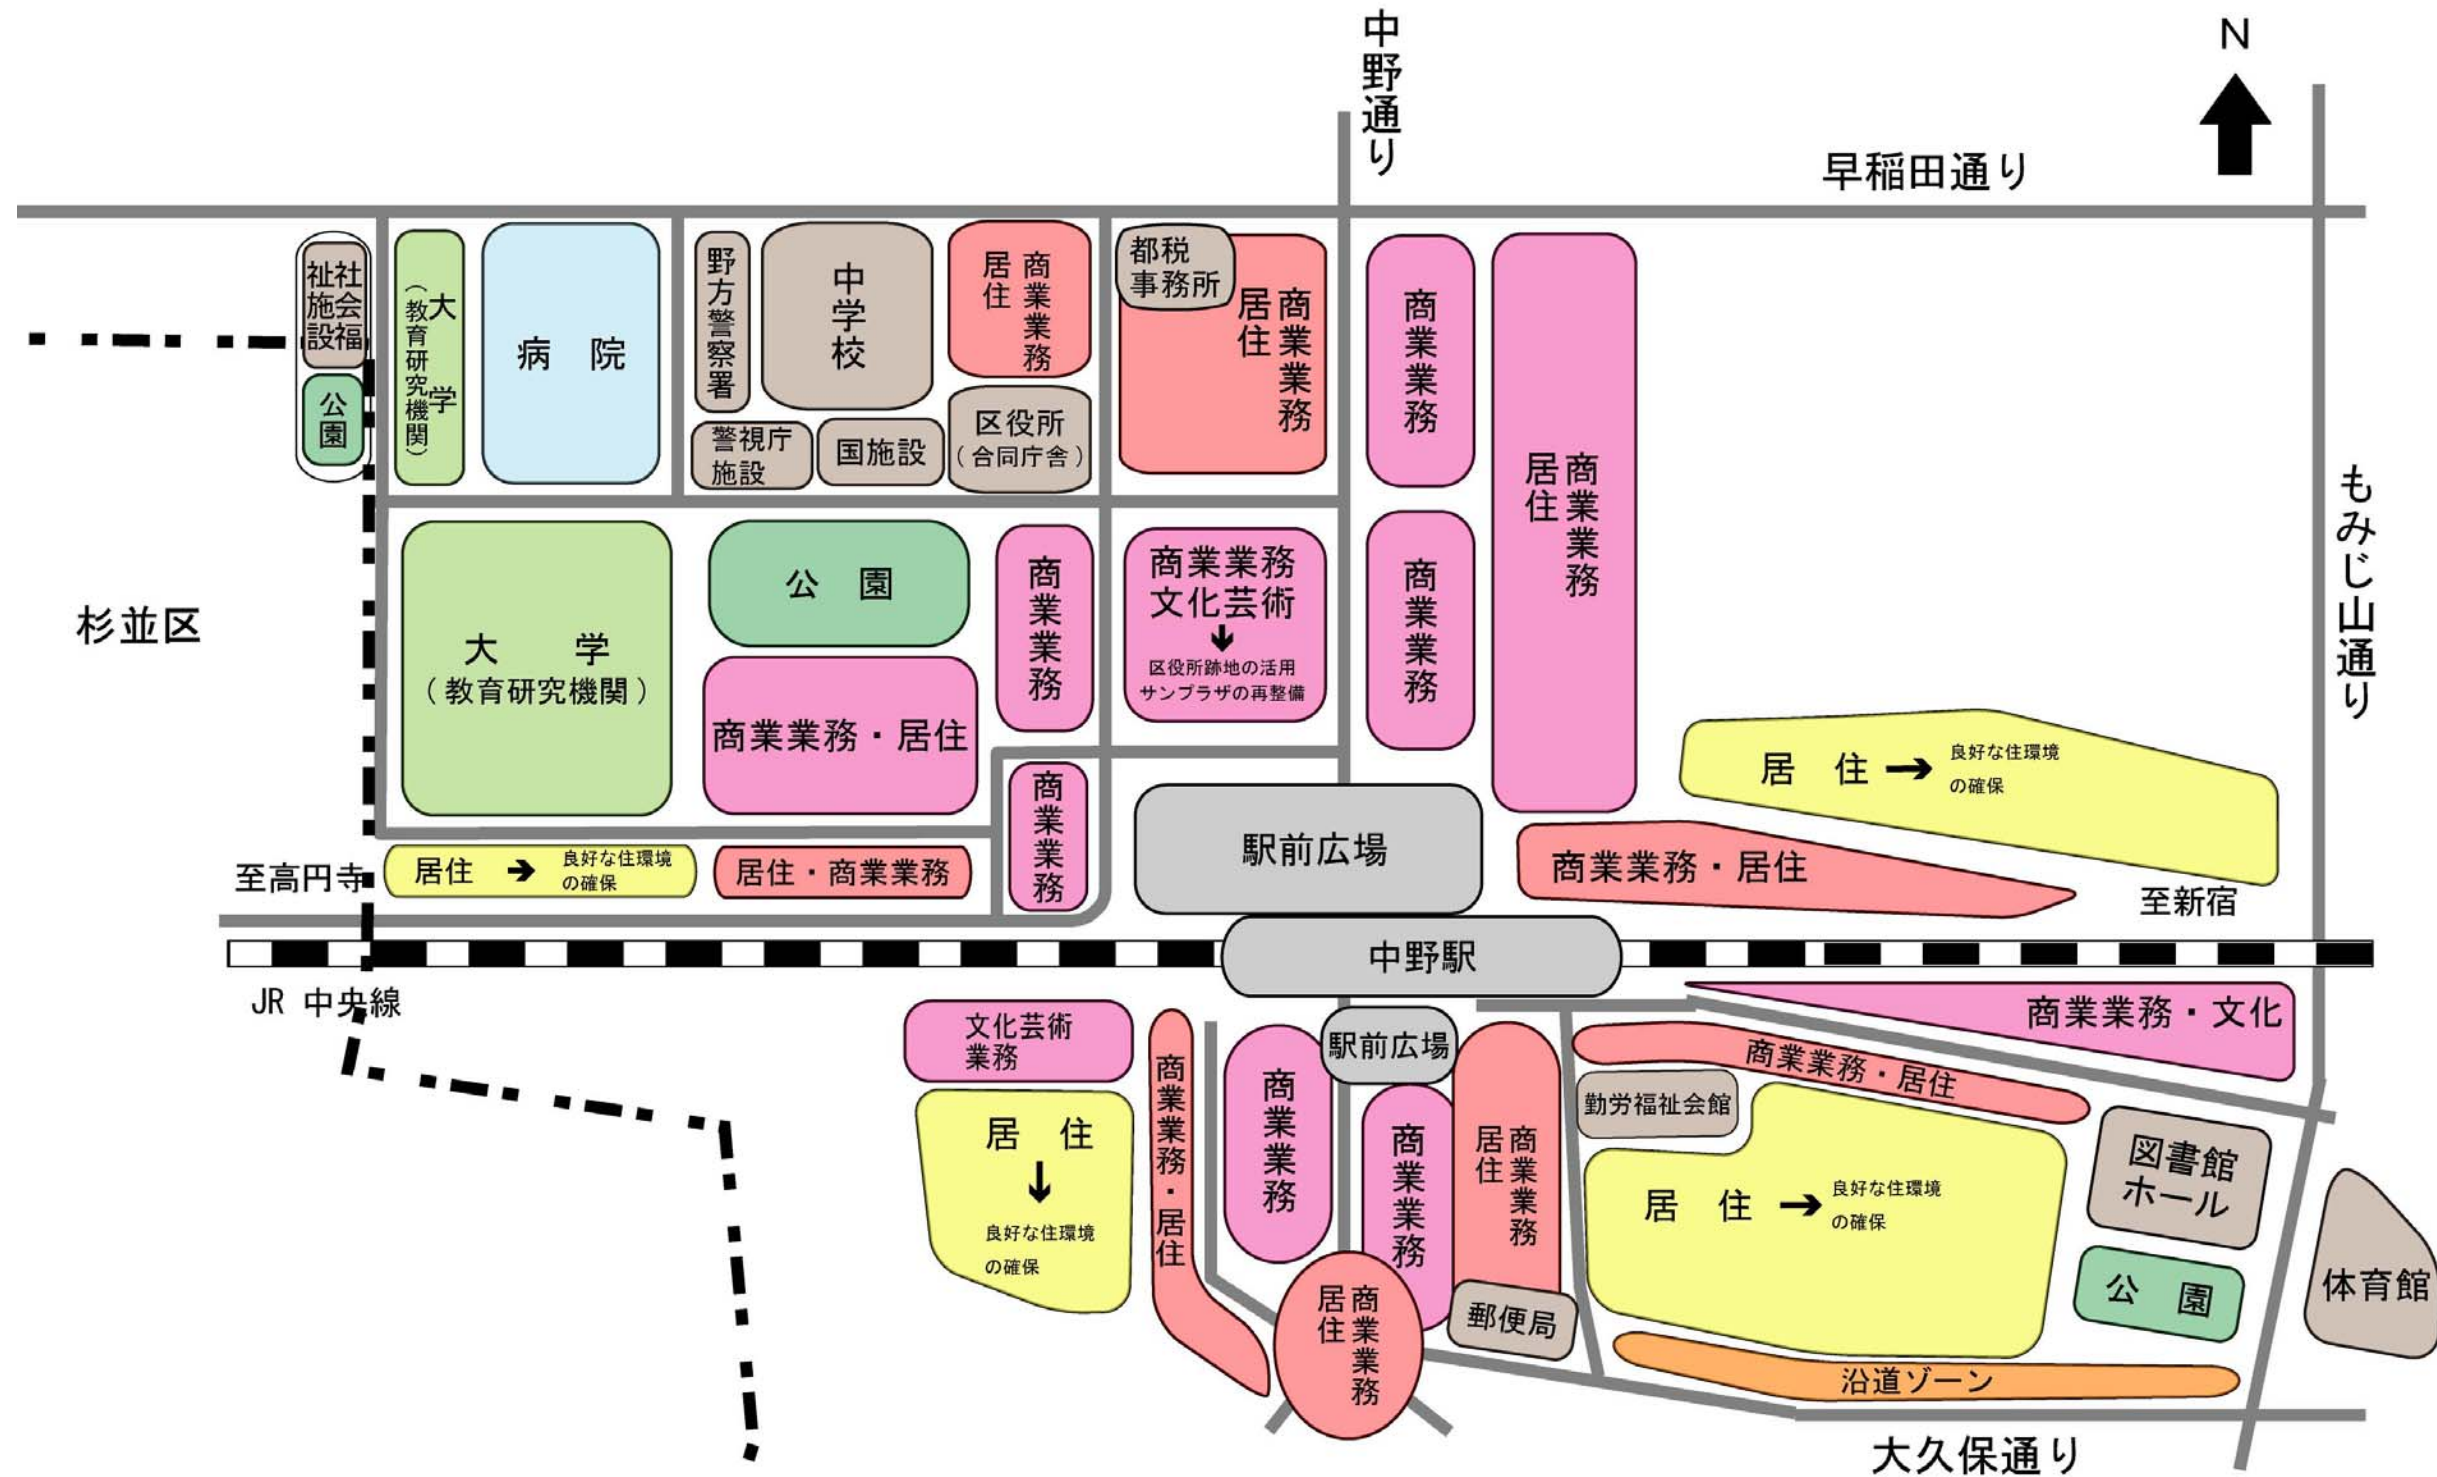 中野通り
N
早稲田通り
社会福
祉施設
公園
大学
（教育研究機関）
病院
野方警察署
中学校
商業業務
居住
警視庁
施設
国施設
区役所
（合同庁舎）
都税
事務所
商業業務
居住
商業業務
商業業務
居住
もみじ山通り
杉並区
大学
（教育研究機関）
公園
商業業務・居住
商業業務
商業業務
文化芸術
↓
区役所跡地の活用
サンプラザの再整備
商業業務
居住→良好な住環境
の確保
至高円寺
居住→良好な住環境
の確保
居住・商業業務
商業業務
駅前広場
商業業務・居住
至新宿
中野駅
JR 中央線
文化芸術
業務
居住
↓
良好な住環境
の確保
商業業務・居住
商業業務
駅前広場
商業業務
商業業務
居住
商業業務・文化
商業業務・居住
勤労福祉会館
居住→良好な住環境
の確保
図書館
ホール
公園
体育館
商業業務
居住
郵便局
沿道ゾーン
大久保通り